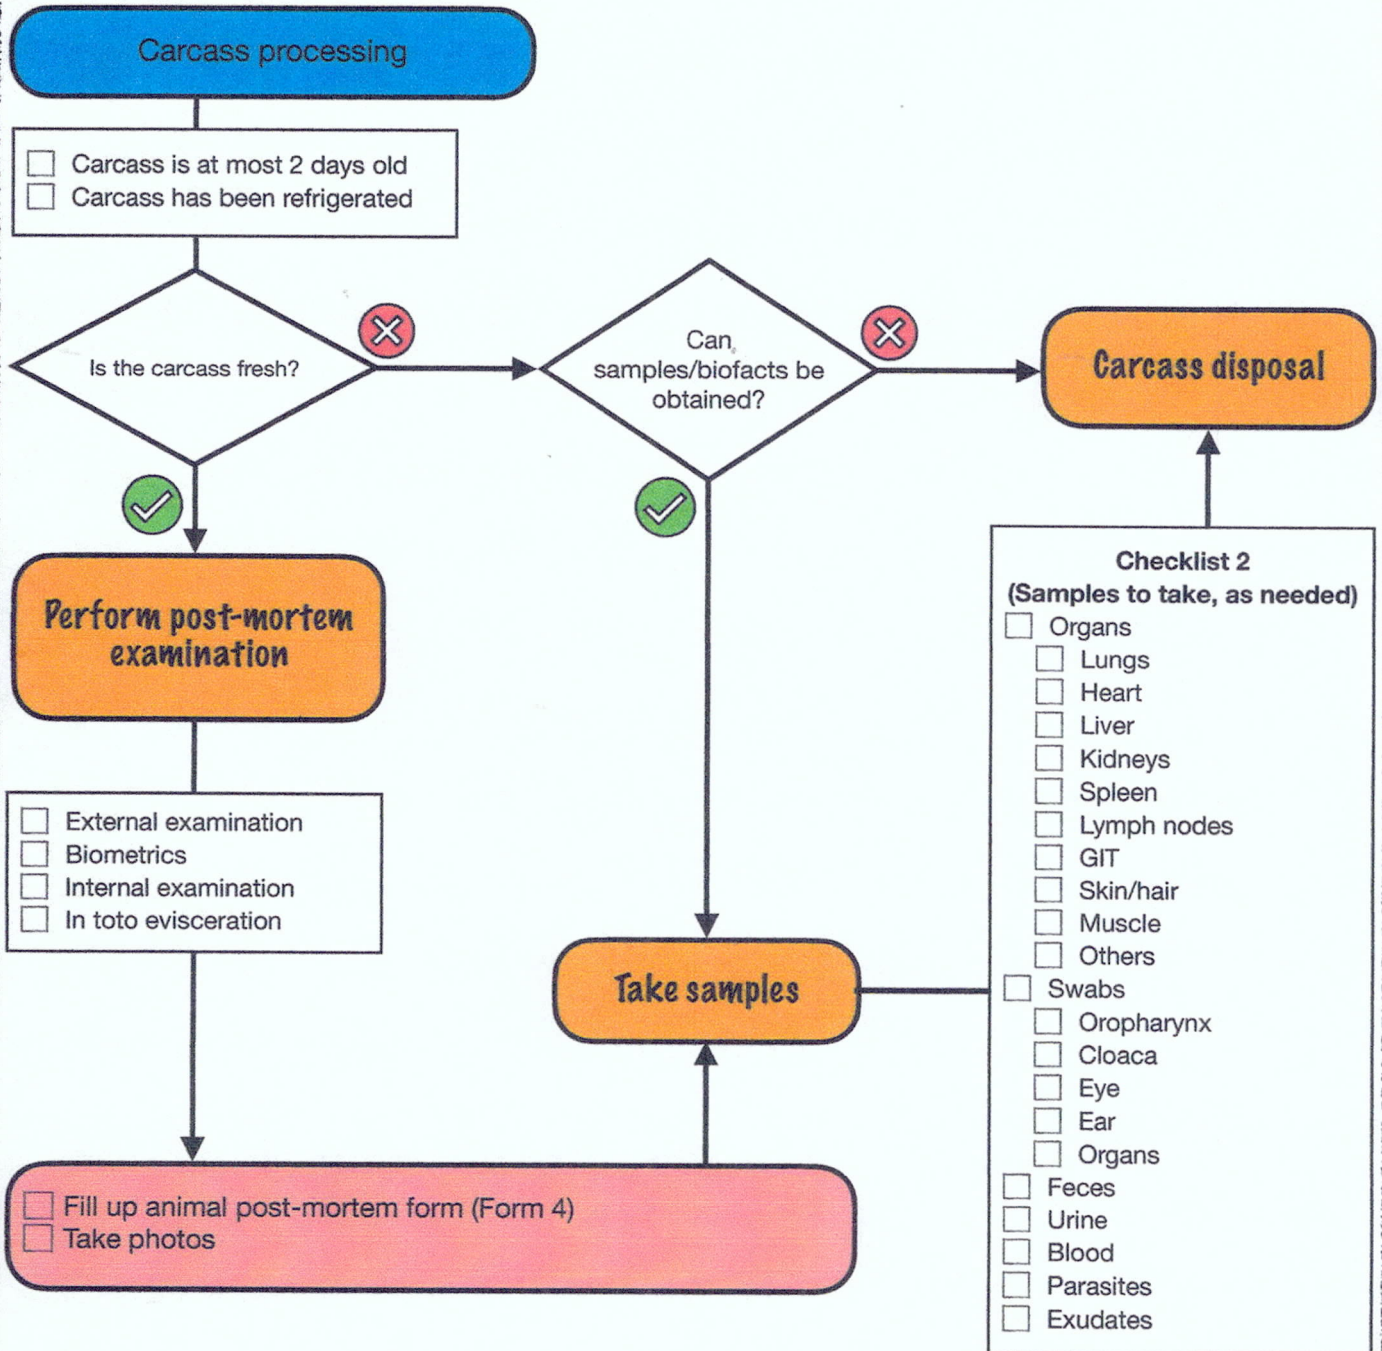 Carcass processing
Carcass is at most 2 days old
Carcass has been refrigerated
Is the carcass fresh?
Can
samples/biofacts be
obtained?
Carcass disposal
Perform post-mortem
examination
External examination
Biometrics
Internal examination
In toto evisceration
Fill up animal post-mortem form (Form 4)
Take photos
Take samples
Checklist 2
(Samples to take, as needed)
Organs
Lungs
Heart
Liver
Kidneys
Spleen
Lymph nodes
GIT
Skin/hair
Muscle
Others
Swabs
Oropharynx
Cloaca
Eye
Ear
Organs
Feces
Urine
Blood
Parasites
Exudates